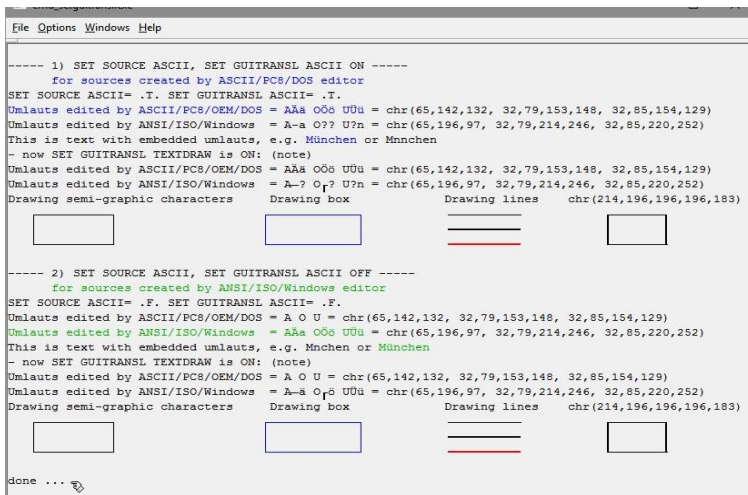 File Options Windows Help
----- 1) SET SOURCE ASCII, SET GUITRANSL ASCII ON -----
for sources created by ASCII/PC8/DOS editor
SET SOURCE ASCII= .T. SET GUITRANSL ASCII= .T.
Umlauts edited by ASCII/PC8/OEM/DOS = AÄä OÖö UÜü = chr(65,142,132, 32,79,153,148, 32,85,154,129)
Umlauts edited by ANSI/ISO/Windows = A-a O?? U?n = chr(65,196,97, 32,79,214,246, 32,85,220,252)
This is text with embedded umlauts, e.g. München or Mnnchen
- now SET GUITRANSL TEXTDRAW is ON: (note)
Umlauts edited by ASCII/PC8/OEM/DOS = AÄä OÖö UÜü = chr(65,142,132, 32,79,153,148, 32,85,154,129)
Umlauts edited by ANSI/ISO/Windows = A–? O┌? U?n = chr(65,196,97, 32,79,214,246, 32,85,220,252)
Drawing semi-graphic characters Drawing box Drawing lines chr(214,196,196,196,183)
----- 2) SET SOURCE ASCII, SET GUITRANSL ASCII OFF -----
for sources created by ANSI/ISO/Windows editor
SET SOURCE ASCII= .F. SET GUITRANSL ASCII= .F.
Umlauts edited by ASCII/PC8/OEM/DOS = A O U = chr(65,142,132, 32,79,153,148, 32,85,154,129)
Umlauts edited by ANSI/ISO/Windows = AÄa OÖö UÜü = chr(65,196,97, 32,79,214,246, 32,85,220,252)
This is text with embedded umlauts, e.g. Mnchen or München
- now SET GUITRANSL TEXTDRAW is ON: (note)
Umlauts edited by ASCII/PC8/OEM/DOS = A O U = chr(65,142,132, 32,79,153,148, 32,85,154,129)
Umlauts edited by ANSI/ISO/Windows = A–ä O┌ö UÜü = chr(65,196,97, 32,79,214,246, 32,85,220,252)
Drawing semi-graphic characters Drawing box Drawing lines chr(214,196,196,196,183)
done ...